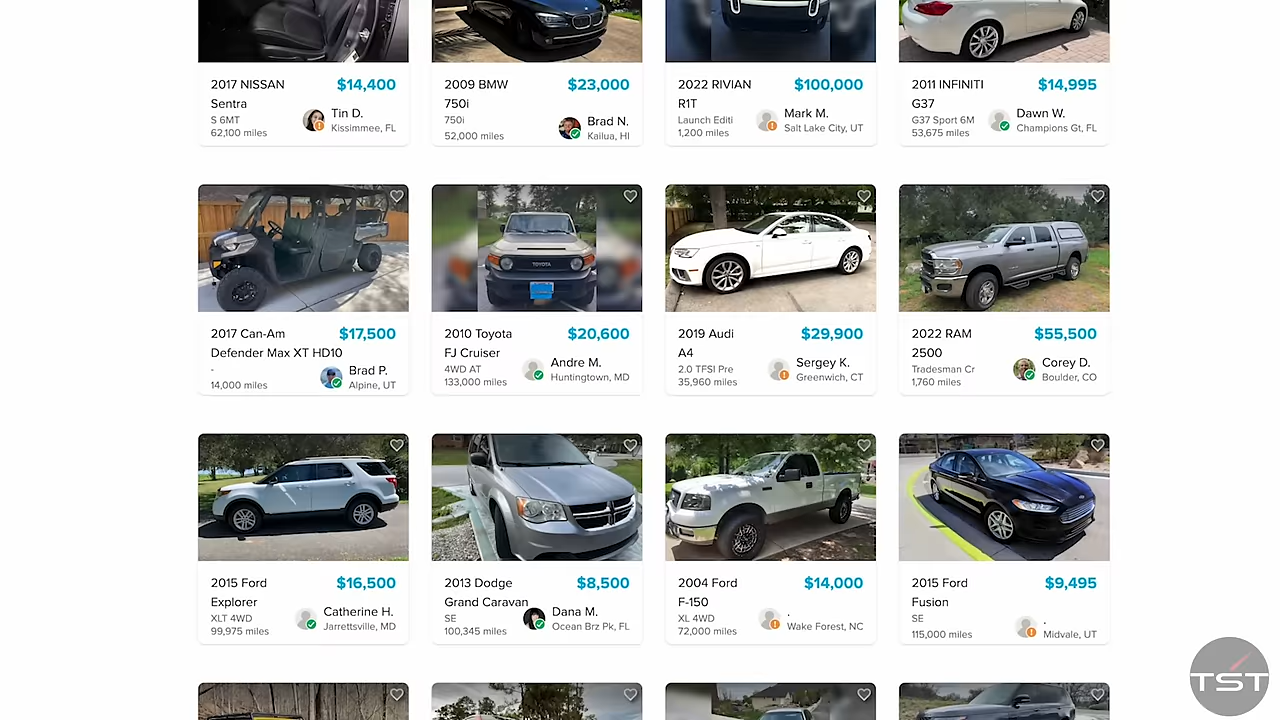 2017 NISSAN $14,400
Sentra
S 6MT
62,100 miles
Tin D.
Kissimmee, FL
2009 BMW $23,000
750i
750i
52,000 miles
Brad N.
Kailua, HI
2022 RIVIAN $100,000
R1T
Launch Editi
1,200 miles
Mark M.
Salt Lake City, UT
2011 INFINITI $14,995
G37
G37 Sport 6M
53,675 miles
Dawn W.
Champions Gt, FL
2017 Can-Am $17,500
Defender Max XT HD10
-
14,000 miles
Brad P.
Alpine, UT
TOYOTA
2010 Toyota $20,600
FJ Cruiser
4WD AT
133,000 miles
Andre M.
Huntingtown, MD
2019 Audi $29,900
A4
2.0 TFSI Pre
35,960 miles
Sergey K.
Greenwich, CT
2022 RAM $55,500
2500
Tradesman Cr
1,760 miles
Corey D.
Boulder, CO
2015 Ford $16,500
Explorer
XLT 4WD
99,975 miles
Catherine H.
Jarrettsville, MD
2013 Dodge $8,500
Grand Caravan
SE
100,345 miles
Dana M.
Ocean Brz Pk, FL
2004 Ford $14,000
F-150
XL 4WD
72,000 miles
.
Wake Forest, NC
2015 Ford $9,495
Fusion
SE
115,000 miles
.
Midvale, UT
TST